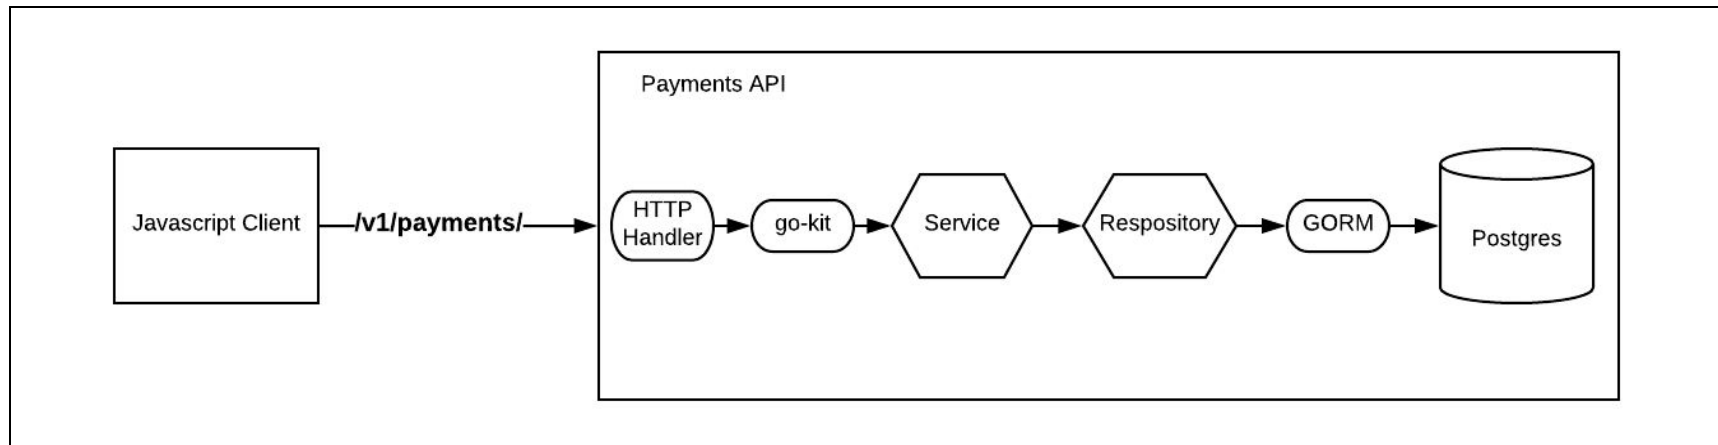 Payments API
Javascript Client
/v1/payments/
HTTP
Handler
go-kit
Service
Respository
GORM
Postgres